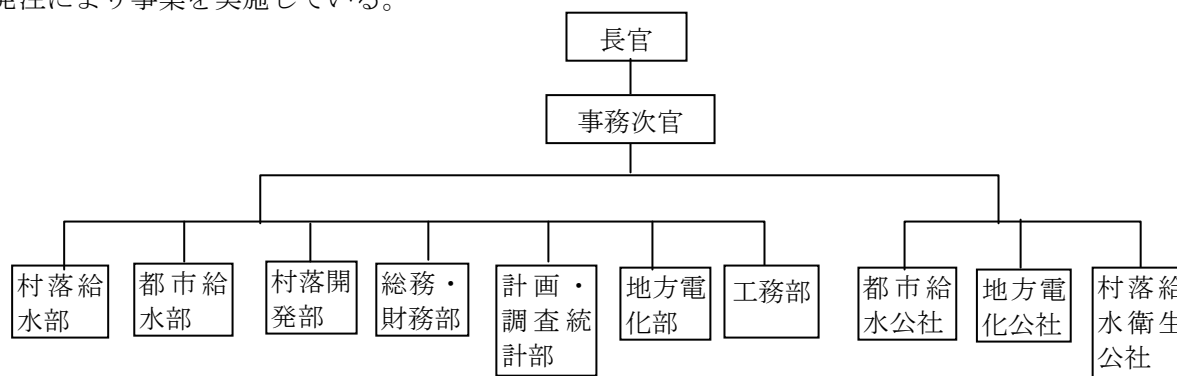 発注により事業を実施している。
長官
事務次官
村落給
水部
都市給
水部
村落開
発部
総務・
財務部
計画・
調査統
計部
地方電
化部
工務部
都市給
水公社
地方電
化公社
村落給
水衛生
公社